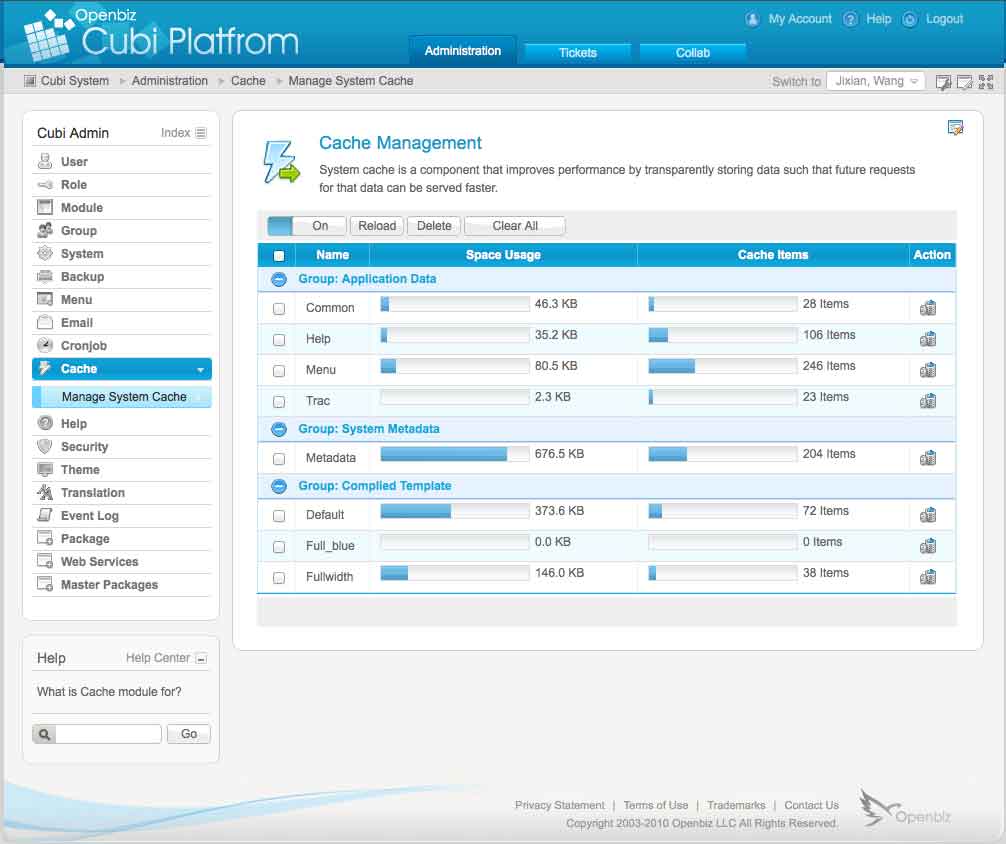 Openbiz
Cubi Platfrom
My Account Help Logout
Administration Tickets Collab
Cubi System Administration Cache Manage System Cache
Switch to Jixian, Wang
Cubi Admin Index
User
Role
Module
Group
System
Backup
Menu
Email
Cronjob
Cache
Manage System Cache
Help
Security
Theme
Translation
Event Log
Package
Web Services
Master Packages
Help Help Center
What is Cache module for?
Go
Cache Management
System cache is a component that improves performance by transparently storing data such that future requests
for that data can be served faster.
On Reload Delete Clear All
Name Space Usage Cache Items Action
Group: Application Data
Common 46.3 KB 28 Items
Help 35.2 KB 106 Items
Menu 80.5 KB 246 Items
Trac 2.3 KB 23 Items
Group: System Metadata
Metadata 676.5 KB 204 Items
Group: Complied Template
Default 373.6 KB 72 Items
Full_blue 0.0 KB 0 Items
Fullwidth 146.0 KB 38 Items
Privacy Statement | Terms of Use | Trademarks | Contact Us
Copyright 2003-2010 Openbiz LLC All Rights Reserved.
Openbiz